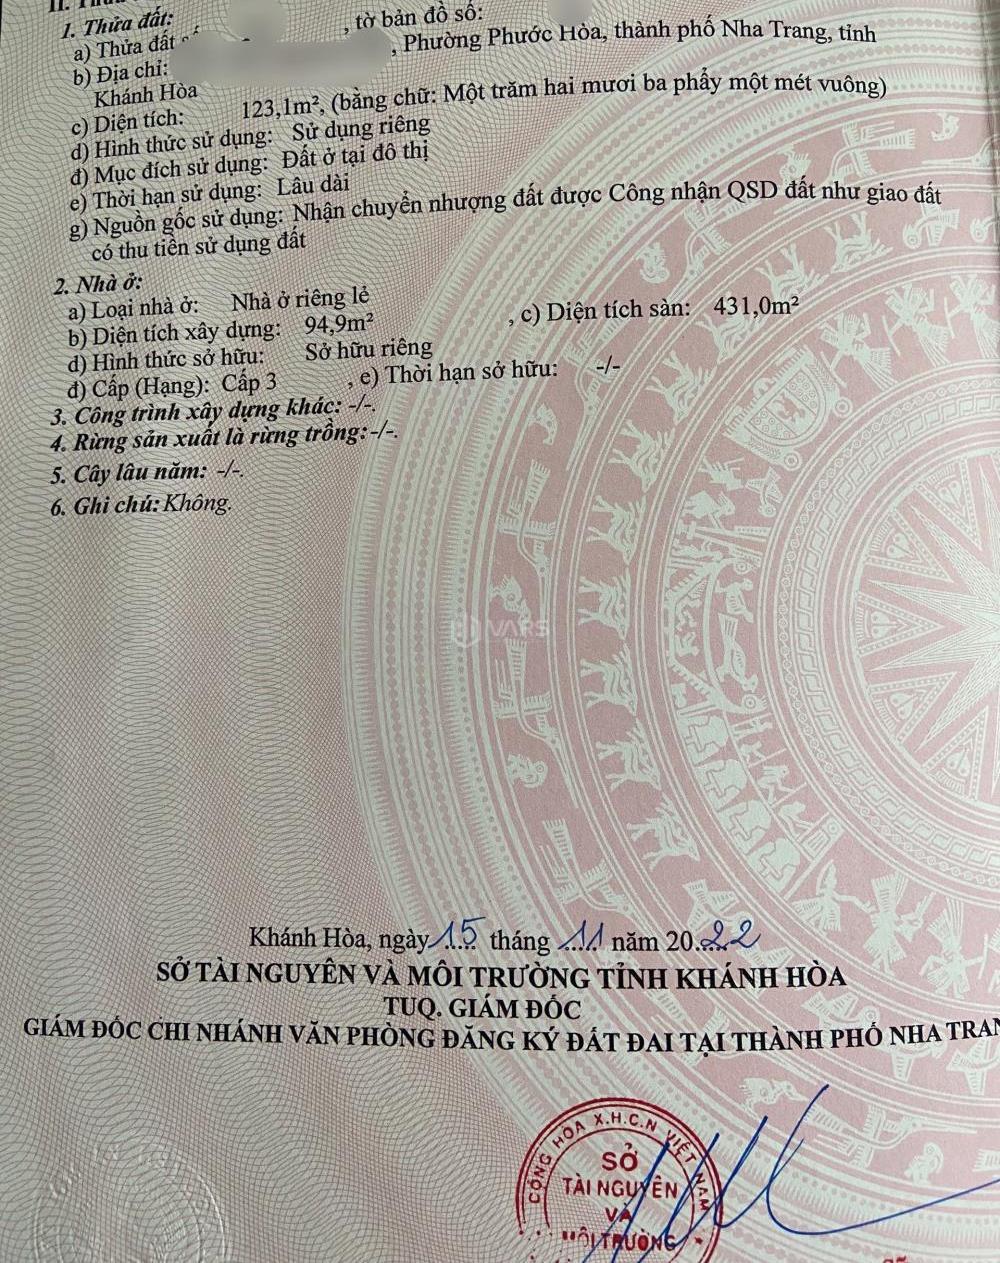 1. Thửa đất:
a) Thửa đất , tờ bản đồ số:
b) Địa chỉ: , Phường Phước Hòa, thành phố Nha Trang, tỉnh
Khánh Hòa
c) Diện tích: 123,1m², (bằng chữ: Một trăm hai mươi ba phẩy một mét vuông)
d) Hình thức sử dụng: Sử dụng riêng
đ) Mục đích sử dụng: Đất ở tại đô thị
e) Thời hạn sử dụng: Lâu dài
g) Nguồn gốc sử dụng: Nhận chuyển nhượng đất được Công nhận QSD đất như giao đất
có thu tiền sử dụng đất
2. Nhà ở:
a) Loại nhà ở: Nhà ở riêng lẻ
b) Diện tích xây dựng: 94,9m² , c) Diện tích sàn: 431,0m²
d) Hình thức sở hữu: Sở hữu riêng
đ) Cấp (Hạng): Cấp 3 , e) Thời hạn sở hữu: -/-
3. Công trình xây dựng khác: -/-.
4. Rừng sản xuất là rừng trồng:-/-.
5. Cây lâu năm: -/-.
6. Ghi chú: Không.
VARS
Khánh Hòa, ngày 15 tháng 11 năm 2022
SỞ TÀI NGUYÊN VÀ MÔI TRƯỜNG TỈNH KHÁNH HÒA
TUQ. GIÁM ĐỐC
GIÁM ĐỐC CHI NHÁNH VĂN PHÒNG ĐĂNG KÝ ĐẤT ĐAI TẠI THÀNH PHỐ NHA TRAN
CỘNG HÒA X.H.C.N VIỆT NAM
SỞ
TÀI NGUYÊN
VÀ
MÔI TRƯỜNG